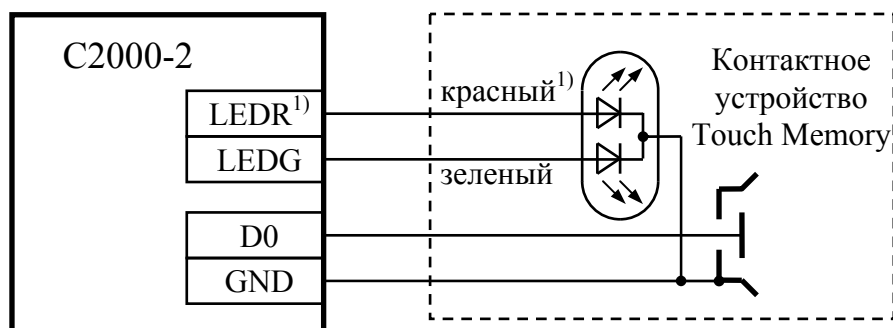 С2000-2
LEDR¹⁾
LEDG
D0
GND
красный¹⁾
зеленый
Контактное
устройство
Touch Memory